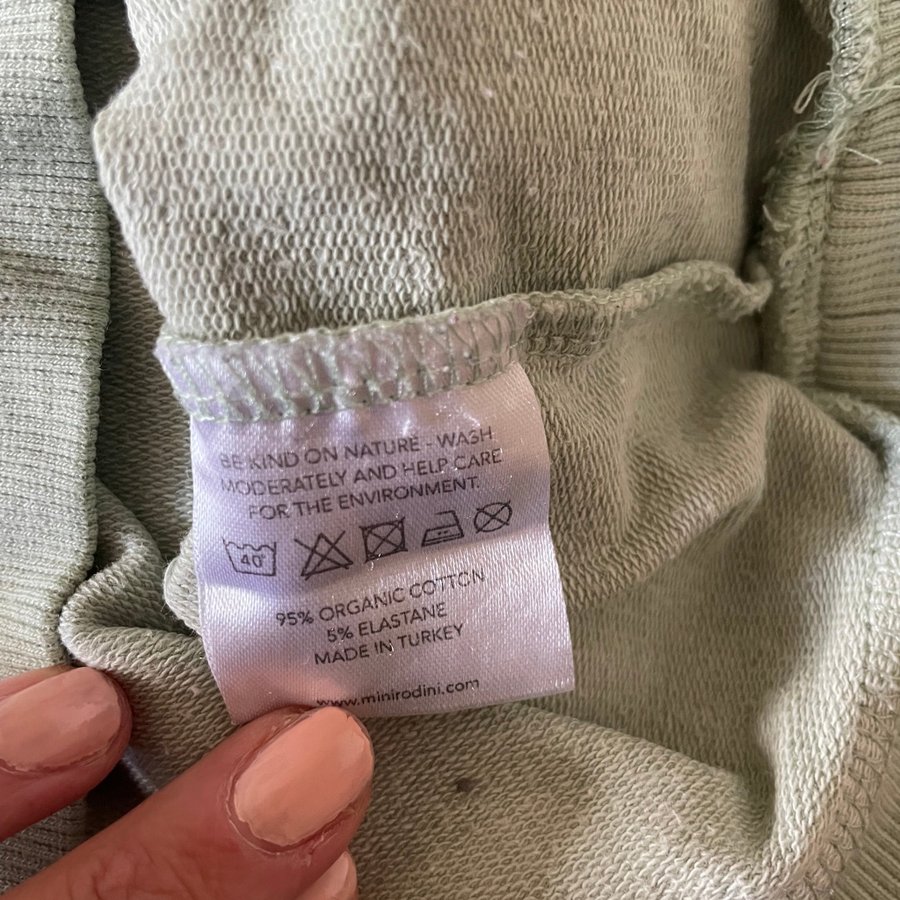 BE KIND ON NATURE - WASH
MODERATELY AND HELP CARE
FOR THE ENVIRONMENT.
40°
95% ORGANIC COTTON
5% ELASTANE
MADE IN TURKEY
www.minirodini.com